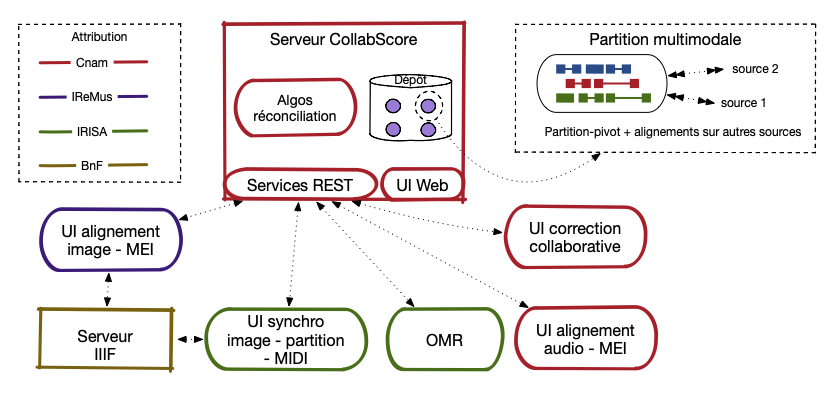 Attribution
Cnam
IReMus
IRISA
BnF
Serveur CollabScore
Algos
réconciliation
Dépôt
Services REST
UI Web
Partition multimodale
source 2
source 1
Partition-pivot + alignements sur autres sources
UI alignement
image - MEI
UI correction
collaborative
Serveur
IIIF
UI synchro
image - partition
- MIDI
OMR
UI alignement
audio - MEI